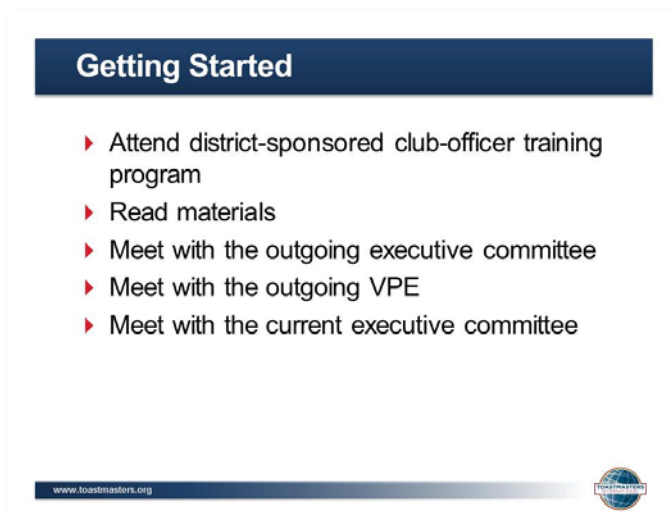 Getting Started
Attend district-sponsored club-officer training
program
Read materials
Meet with the outgoing executive committee
Meet with the outgoing VPE
Meet with the current executive committee
www.toastmasters.org
TOASTMASTERS